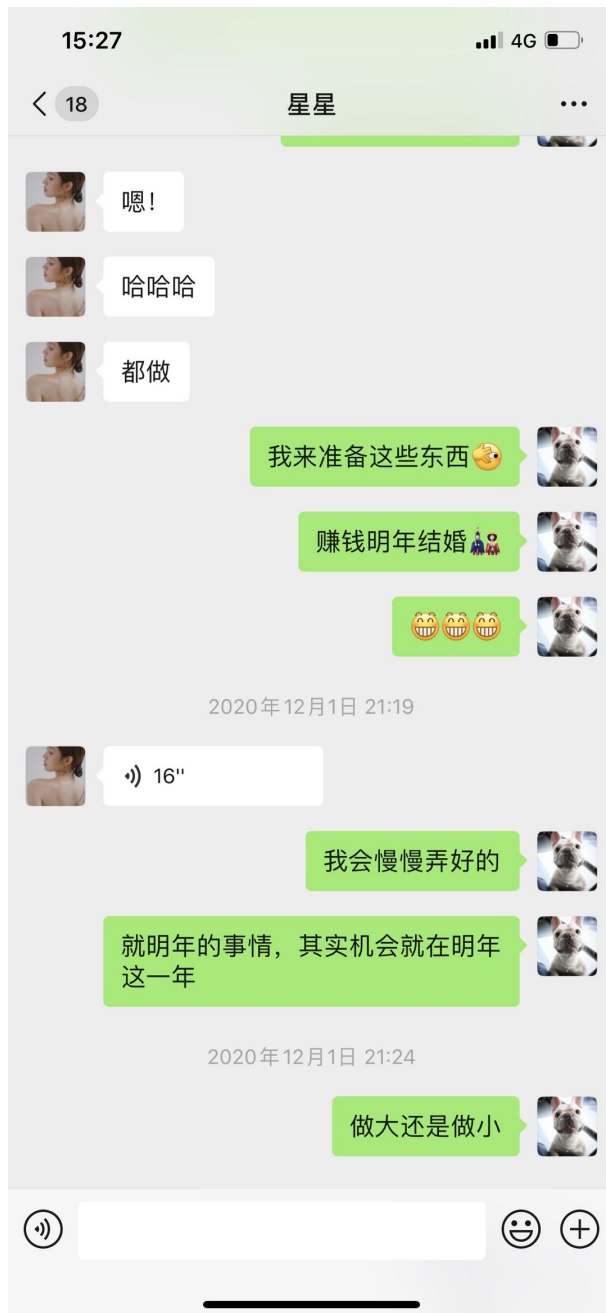 15:27
4G
18
星星
嗯！
哈哈哈
都做
我来准备这些东西
赚钱明年结婚
2020年12月1日 21:19
16''
我会慢慢弄好的
就明年的事情，其实机会就在明年
这一年
2020年12月1日 21:24
做大还是做小